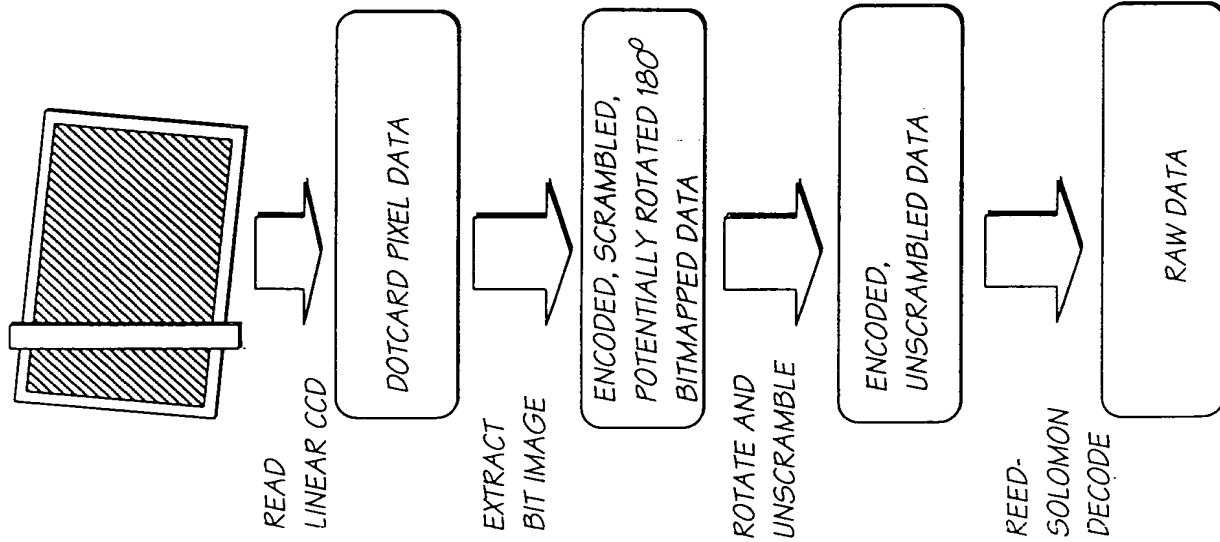 READ
LINEAR CCD
DOTCARD PIXEL DATA
EXTRACT
BIT IMAGE
ENCODED, SCRAMBLED,
POTENTIALLY ROTATED 180°
BITMAPPED DATA
ROTATE AND
UNSCRAMBLE
ENCODED,
UNSCRAMBLED DATA
REED-
SOLOMON
DECODE
RAW DATA